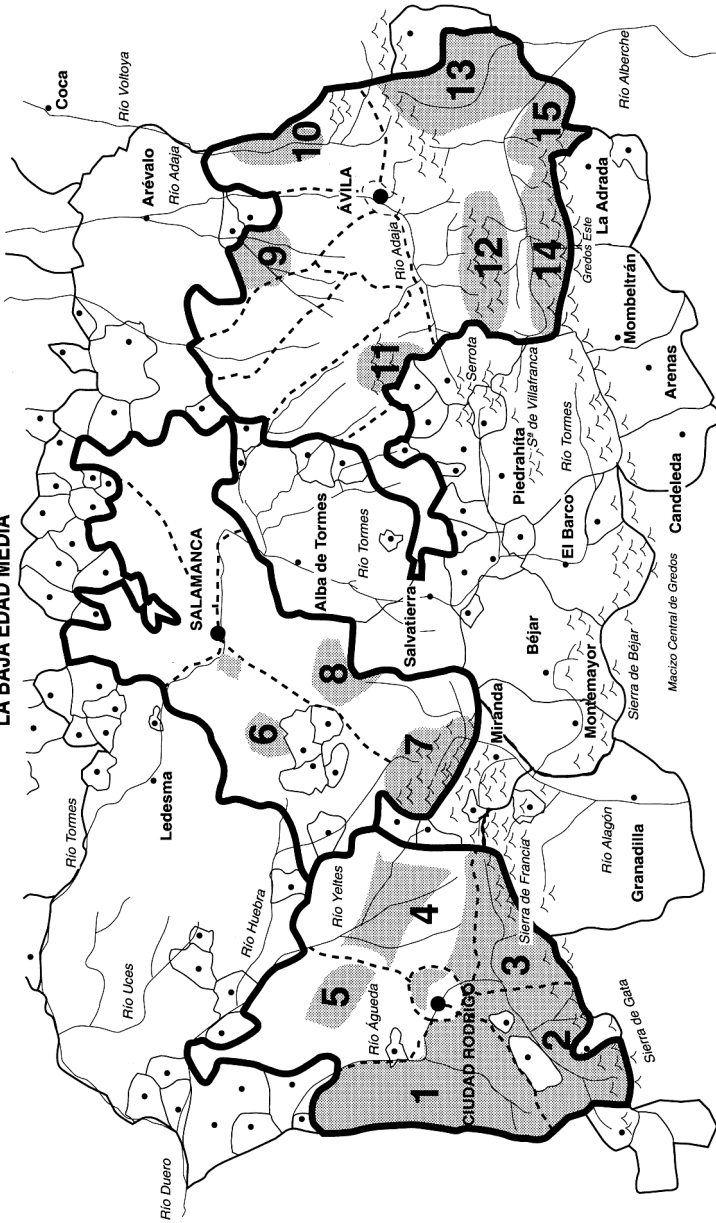 LA BAJA EDAD MEDIA
Coca
Río Voltoya
Arévalo
Río Adaja
10
13
Río Alberche
15
ÁVILA
9
Río Adaja
12
14
La Adrada
Gredos Este
11
Serrota
Mombeltrán
Sª de Villafranca
Piedrahíta
Río Tormes
Arenas
Candeleda
El Barco
SALAMANCA
Alba de Tormes
Río Tormes
Salvatierra
Béjar
Macizo Central de Gredos
Sierra de Béjar
Montemayor
Miranda
8
6
7
Río Tormes
Ledesma
Río Huebra
Río Uces
Río Yeltes
4
Sierra de Francia
Río Alagón
Granadilla
5
3
Río Águeda
CIUDAD RODRIGO
2
Sierra de Gata
1
Río Duero